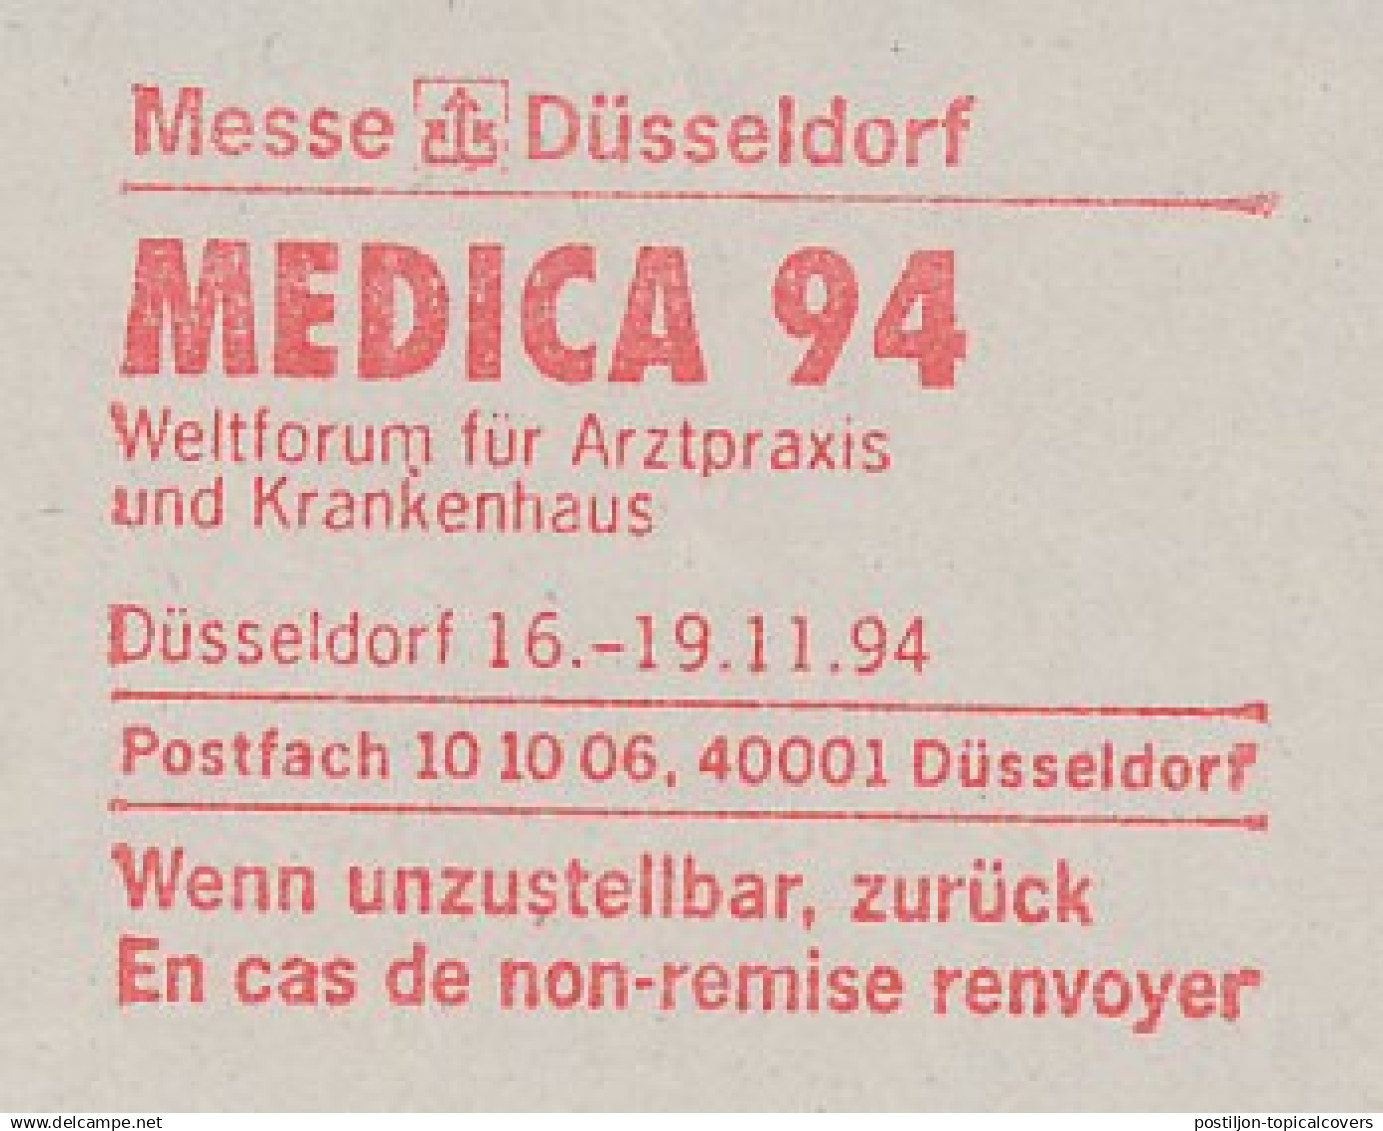 Messe Düsseldorf
MEDICA 94
Weltforum für Arztpraxis
und Krankenhaus
Düsseldorf 16.–19.11.94
Postfach 10 10 06, 40001 Düsseldorf
Wenn unzustellbar, zurück
En cas de non-remise renvoyer
delcampe.net
postiljon-topicalcovers